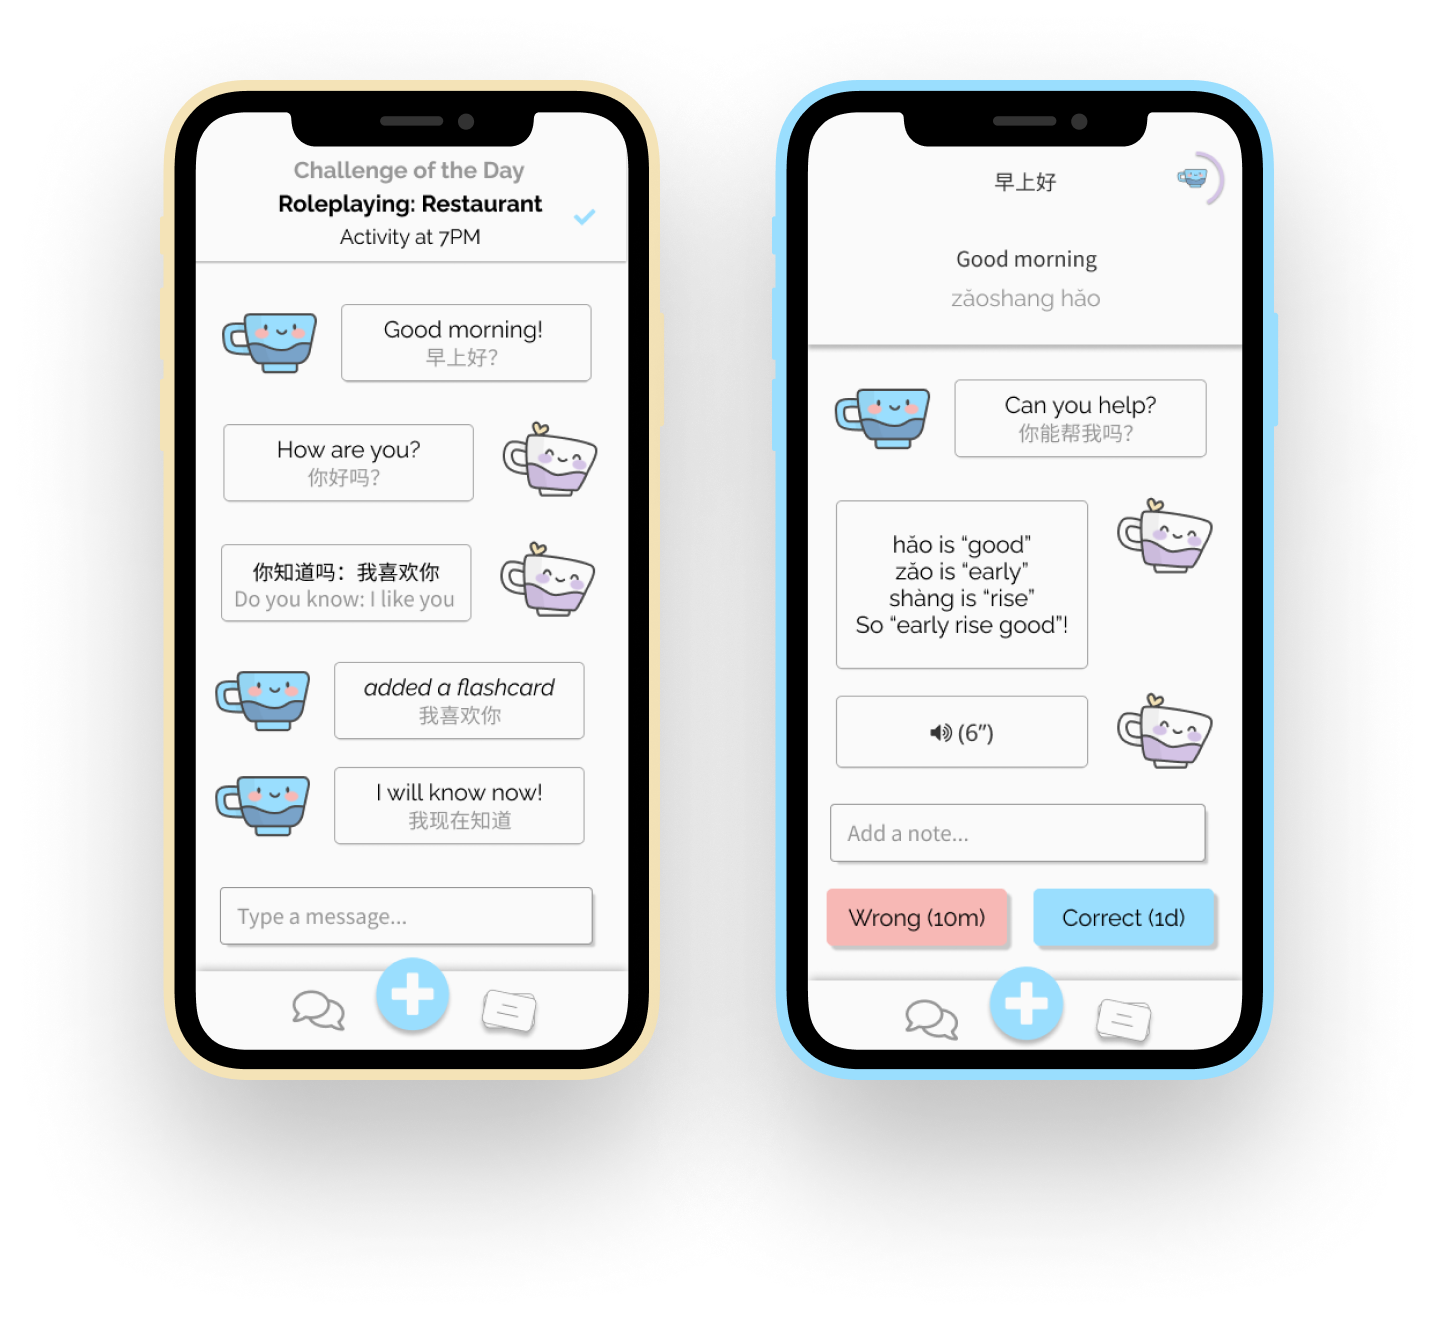 Challenge of the Day
Roleplaying: Restaurant
Activity at 7PM
Good morning!
早上好？
How are you?
你好吗？
你知道吗：我喜欢你
Do you know: I like you
added a flashcard
我喜欢你
I will know now!
我现在知道
Type a message...
早上好
Good morning
zǎoshang hǎo
Can you help?
你能帮我吗？
hǎo is “good”
zǎo is “early”
shàng is “rise”
So “early rise good”!
(6”)
Add a note...
Wrong (10m)
Correct (1d)